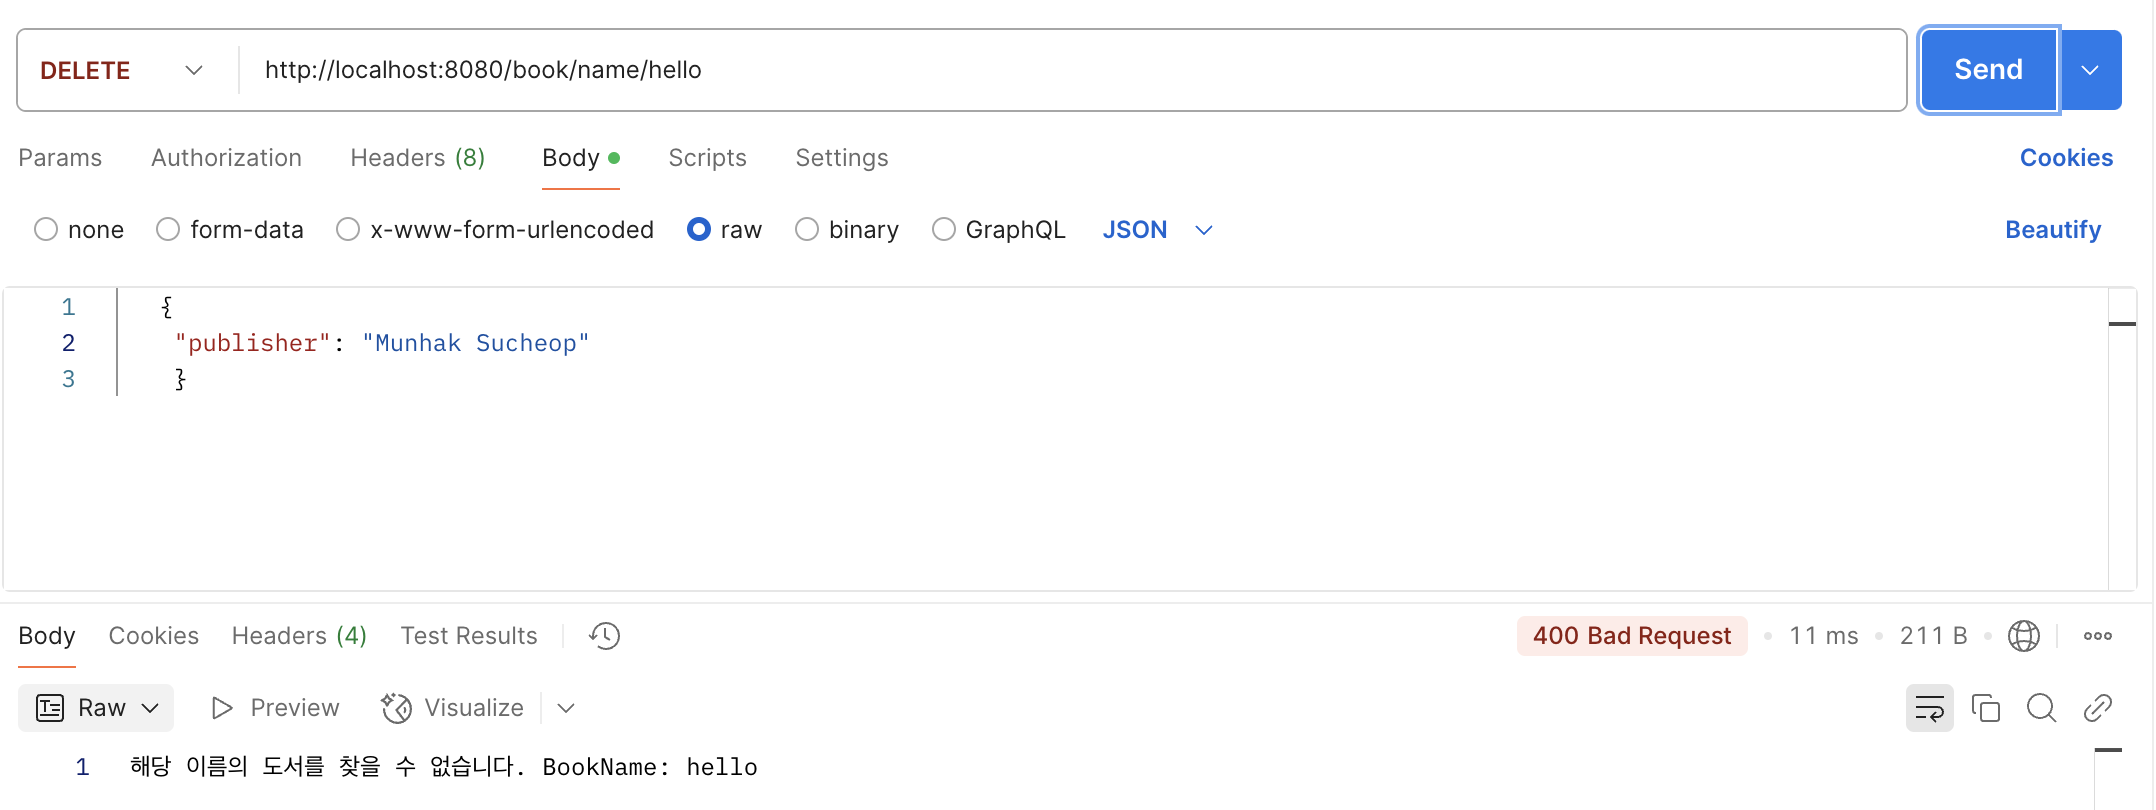 DELETE http://localhost:8080/book/name/hello Send
Params Authorization Headers (8) Body Scripts Settings Cookies
none form-data x-www-form-urlencoded raw binary GraphQL JSON Beautify
1 {
2 "publisher": "Munhak Sucheop"
3 }
Body Cookies Headers (4) Test Results 400 Bad Request 11 ms 211 B
Raw Preview Visualize
1 해당 이름의 도서를 찾을 수 없습니다. BookName: hello